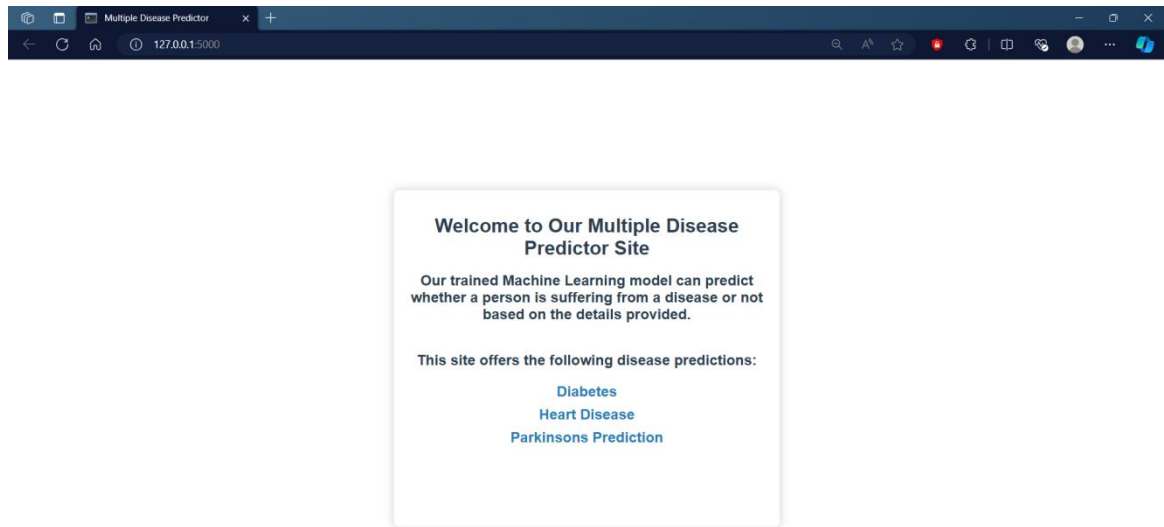 Multiple Disease Predictor
127.0.0.1:5000
Welcome to Our Multiple Disease
Predictor Site
Our trained Machine Learning model can predict
whether a person is suffering from a disease or not
based on the details provided.
This site offers the following disease predictions:
Diabetes
Heart Disease
Parkinsons Prediction